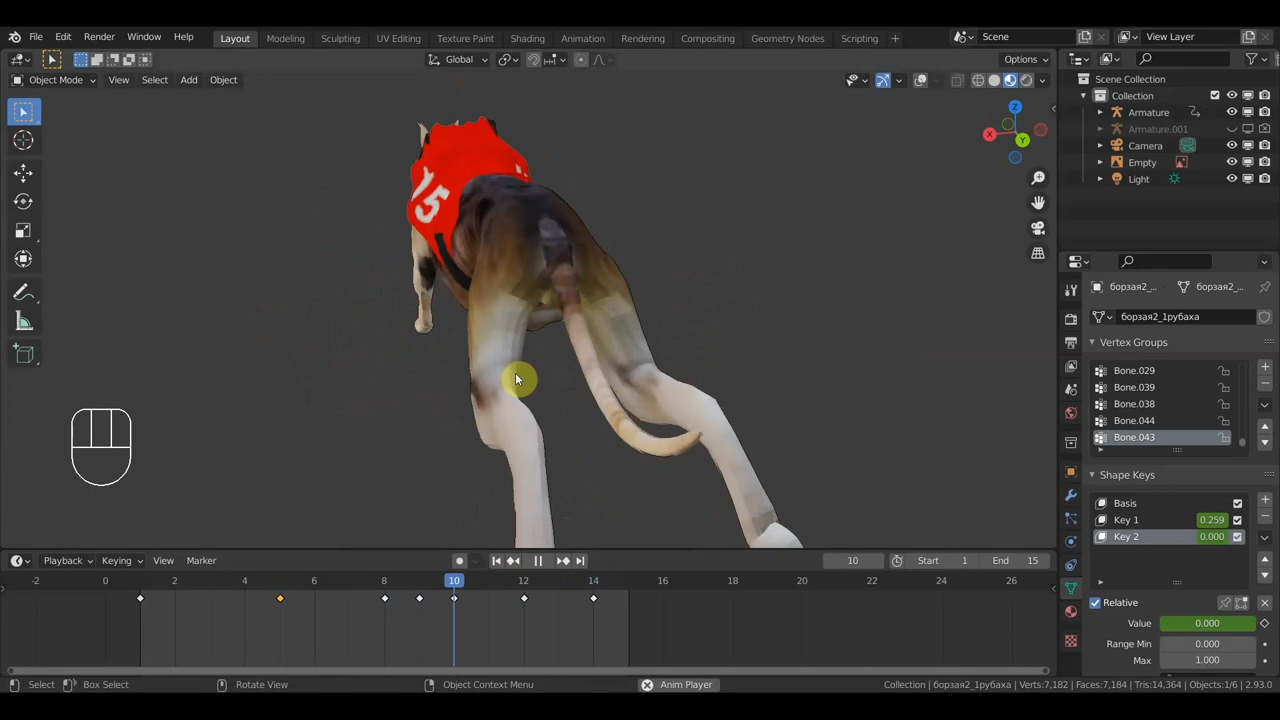 File Edit Render Window Help Layout Modeling Sculpting UV Editing Texture Paint Shading Animation Rendering Compositing Geometry Nodes Scripting + Scene View Layer
Global Options
Object Mode View Select Add Object
Scene Collection
Collection
Armature
Armature.001
Camera
Empty
Light
X
Y
Z
15
борзая2_... борзая2_...
борзая2_1рубаха
Vertex Groups
Bone.029
Bone.039
Bone.038
Bone.044
Bone.043
Shape Keys
Basis
Key 1 0.259
Key 2 0.000
Relative
Value 0.000
Range Min 0.000
Max 1.000
Playback Keying View Marker 10 Start 1 End 15
-2 0 2 4 6 8 10 12 14 16 18 20 22 24 26
Select Box Select Rotate View Object Context Menu Anim Player Collection | борзая2_1рубаха | Verts:7,182 | Faces:7,184 | Tris:14,364 | Objects:1/6 | 2.93.0